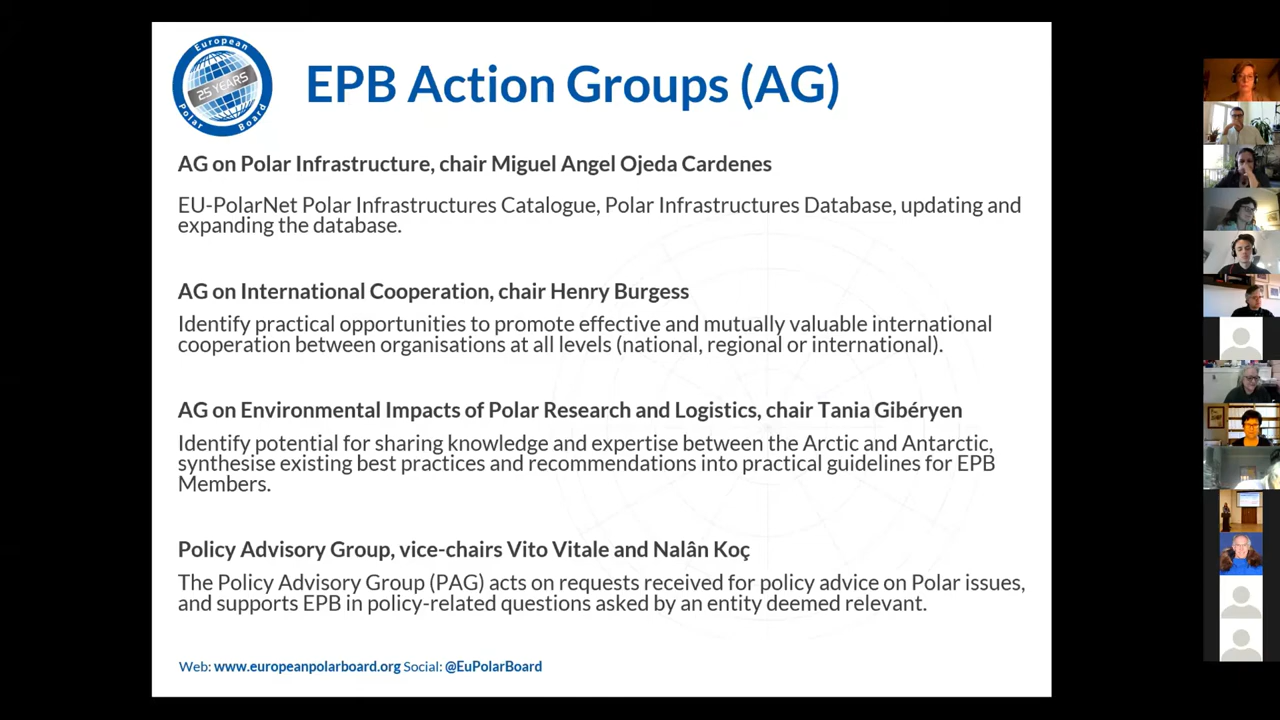 European
25 YEARS
Polar Board
EPB Action Groups (AG)
AG on Polar Infrastructure, chair Miguel Angel Ojeda Cardenes
EU-PolarNet Polar Infrastructures Catalogue, Polar Infrastructures Database, updating and
expanding the database.
AG on International Cooperation, chair Henry Burgess
Identify practical opportunities to promote effective and mutually valuable international
cooperation between organisations at all levels (national, regional or international).
AG on Environmental Impacts of Polar Research and Logistics, chair Tania Gibéryen
Identify potential for sharing knowledge and expertise between the Arctic and Antarctic,
synthesise existing best practices and recommendations into practical guidelines for EPB
Members.
Policy Advisory Group, vice-chairs Vito Vitale and Nalân Koç
The Policy Advisory Group (PAG) acts on requests received for policy advice on Polar issues,
and supports EPB in policy-related questions asked by an entity deemed relevant.
Web: www.europeanpolarboard.org Social: @EuPolarBoard